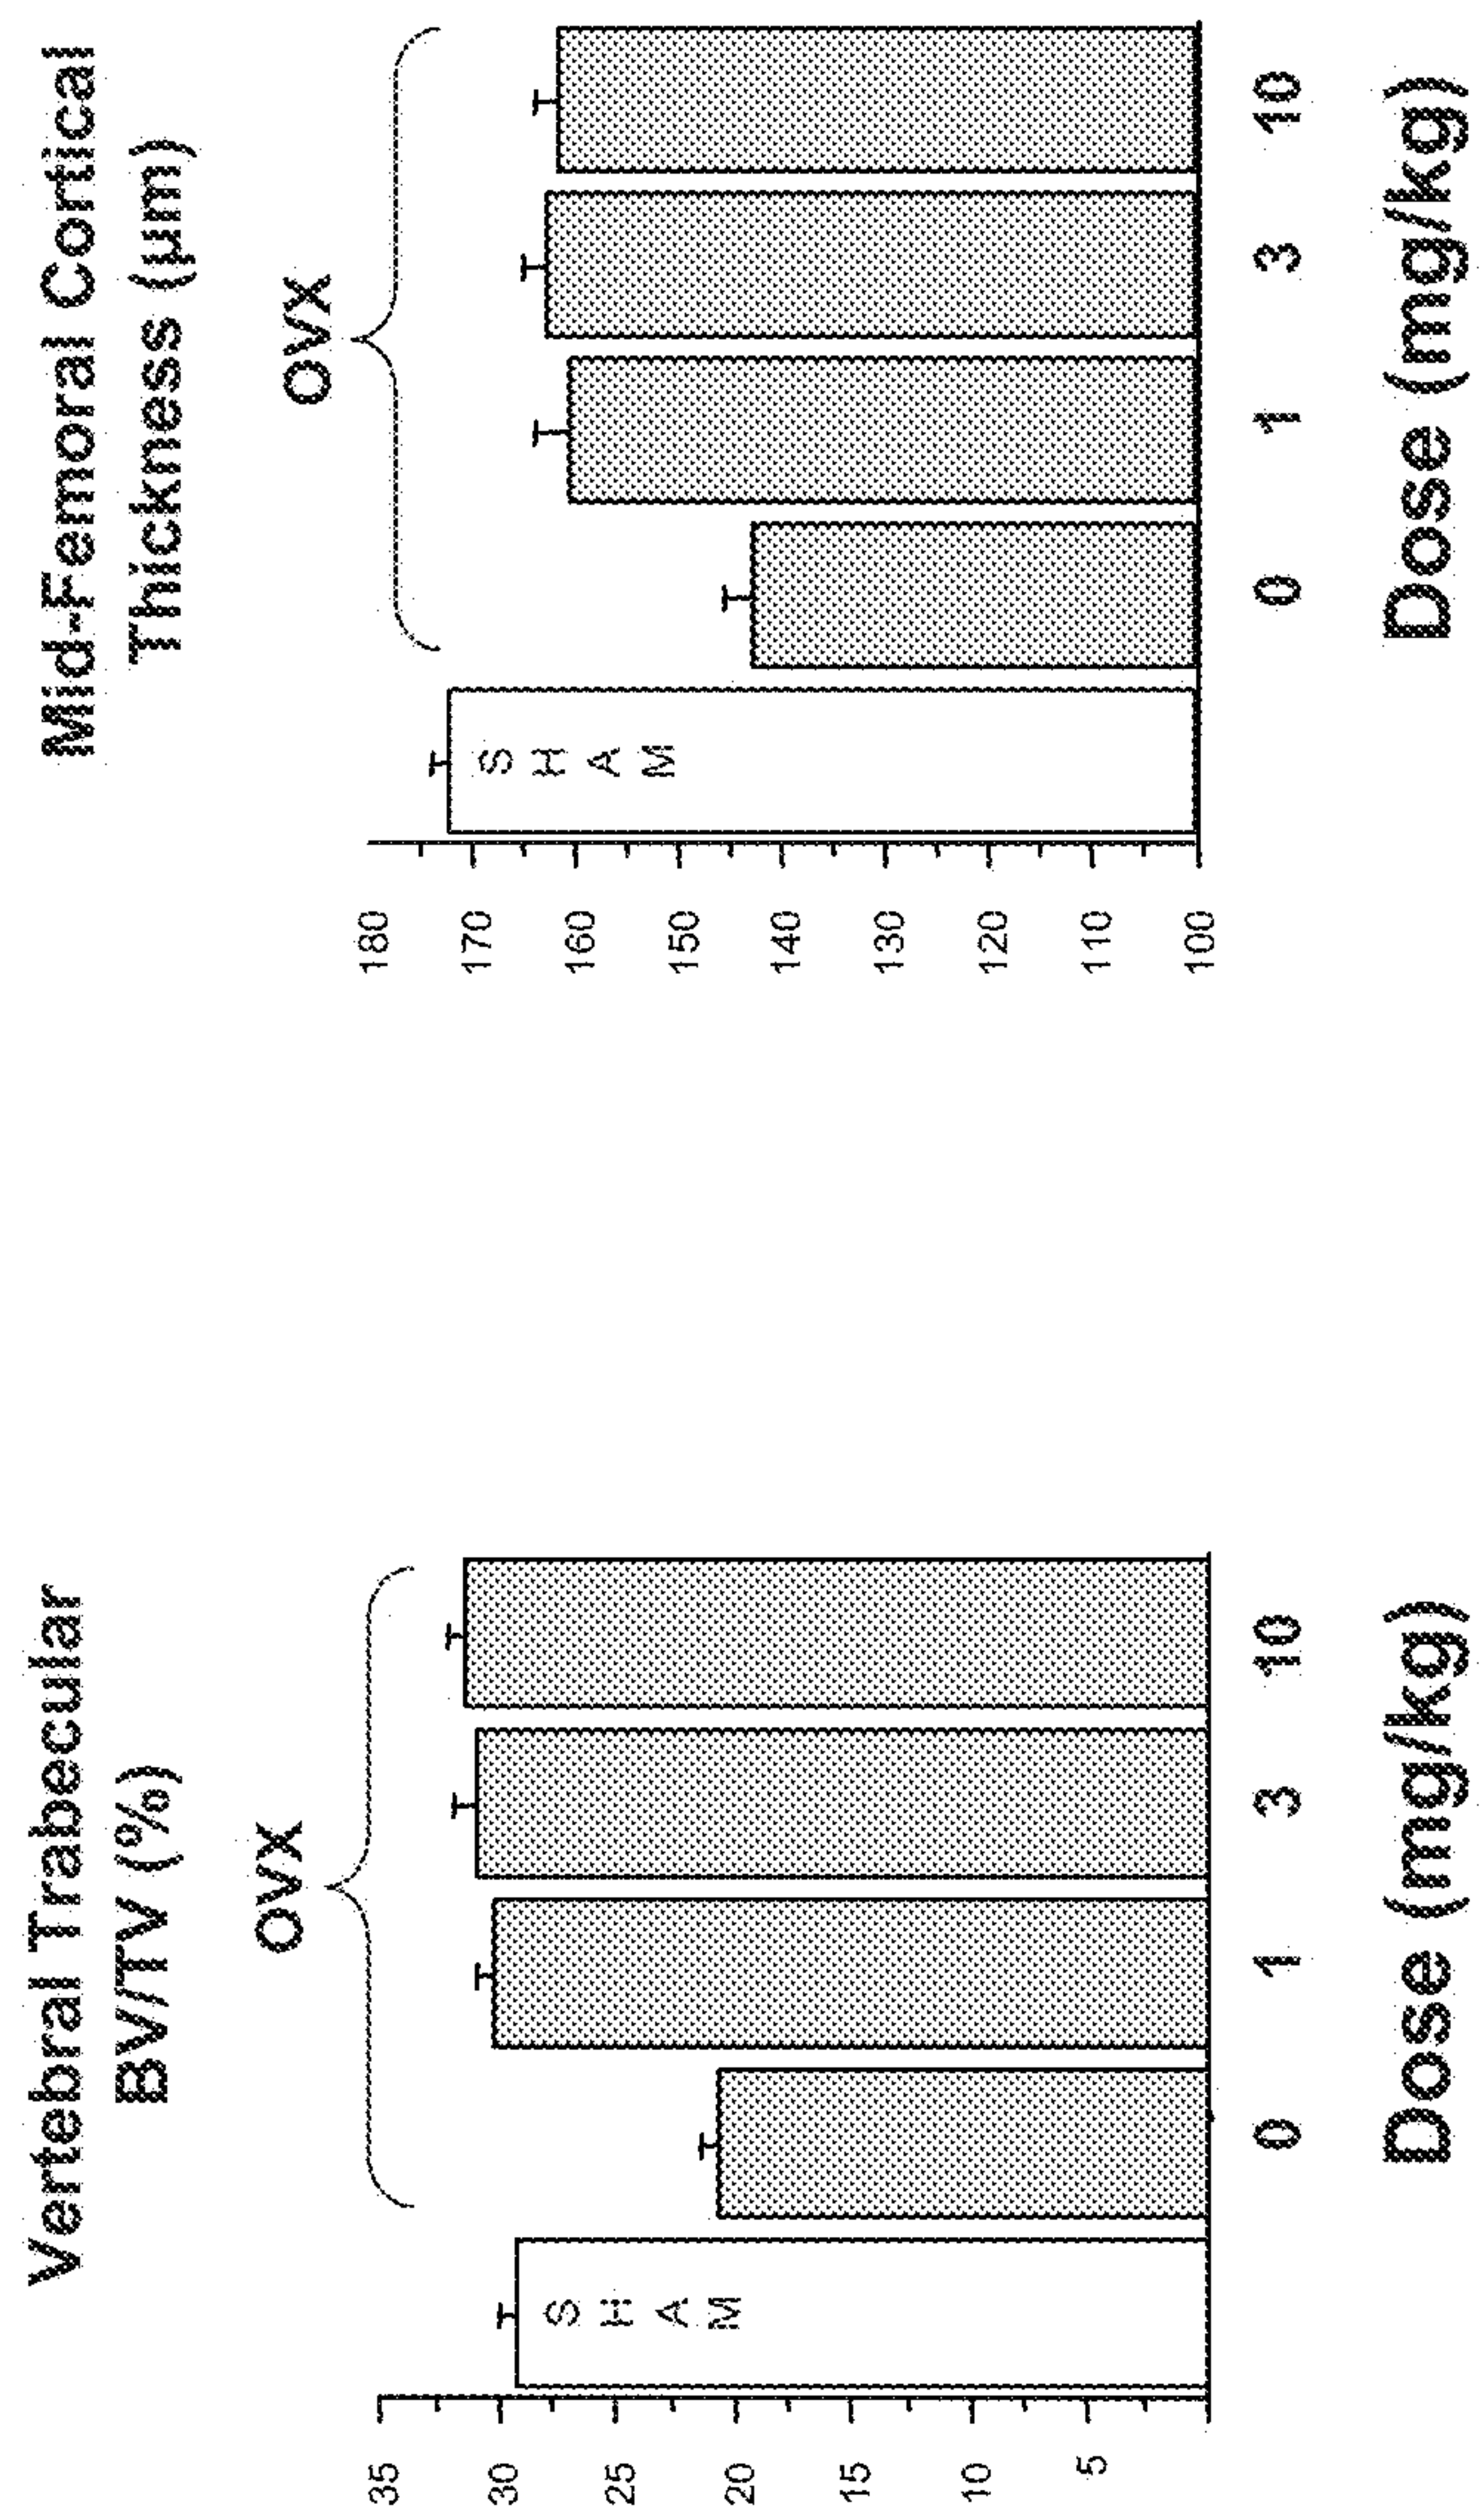 Vertebral Trabecular
BV/TV (%)
OVX
35
30
25
20
15
10
5
S
H
A
M
0 1 3 10
Dose (mg/kg)
Mid-Femoral Cortical
Thickness (µm)
OVX
180
170
160
150
140
130
120
110
100
S
H
A
M
0 1 3 10
Dose (mg/kg)